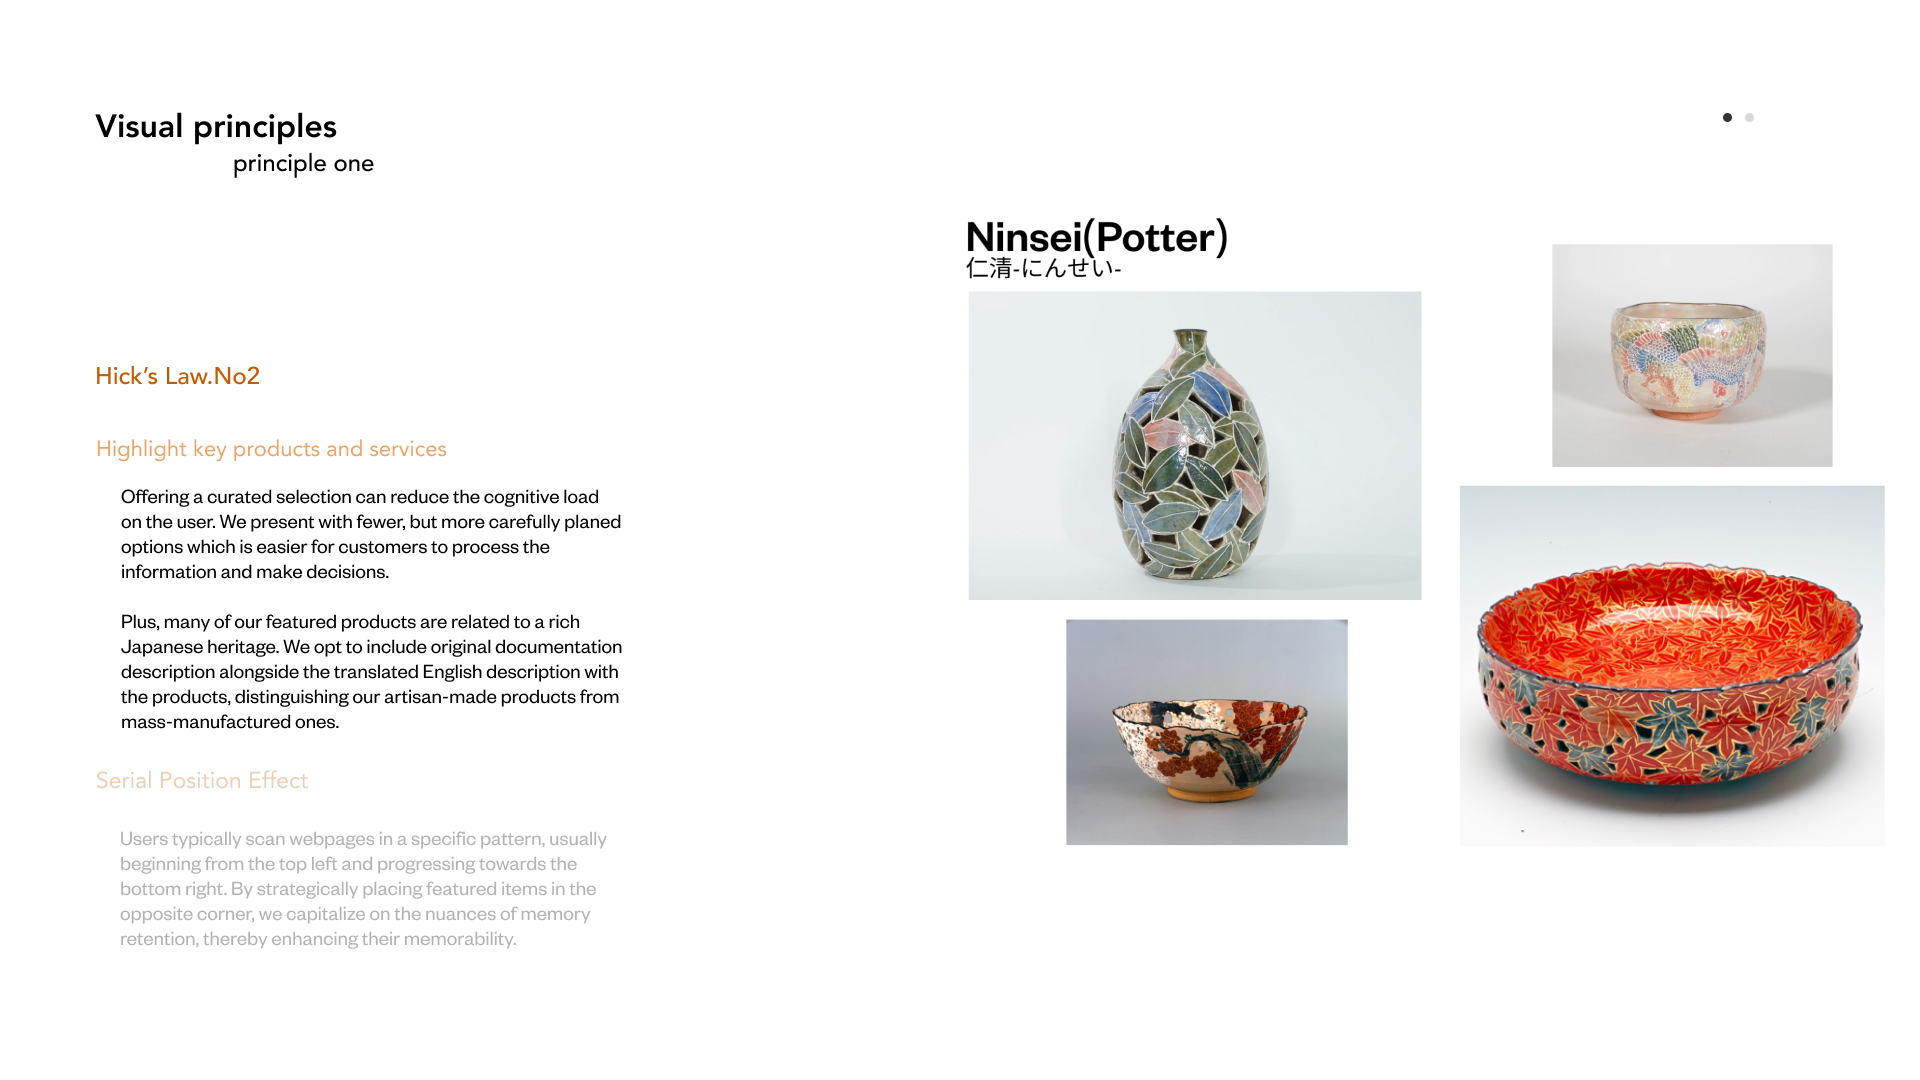 Visual principles
principle one
Hick’s Law.No2
Highlight key products and services
Offering a curated selection can reduce the cognitive load
on the user. We present with fewer, but more carefully planed
options which is easier for customers to process the
information and make decisions.
Plus, many of our featured products are related to a rich
Japanese heritage. We opt to include original documentation
description alongside the translated English description with
the products, distinguishing our artisan-made products from
mass-manufactured ones.
Serial Position Effect
Users typically scan webpages in a specific pattern, usually
beginning from the top left and progressing towards the
bottom right. By strategically placing featured items in the
opposite corner, we capitalize on the nuances of memory
retention, thereby enhancing their memorability.
Ninsei(Potter)
仁清-にんせい-